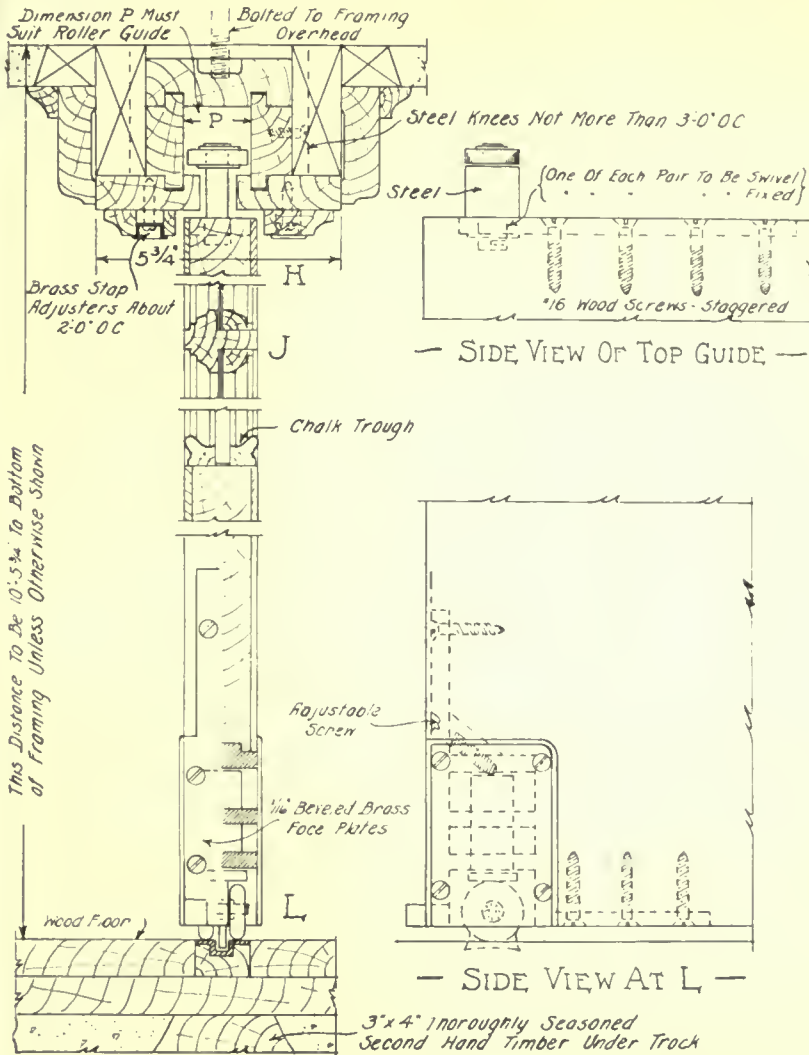 Dimension P Must
Suit Roller Guide
Bolted To Framing
Overhead
P
Steel Knees Not More Than 3'-0" O C
Steel
{One Of Each Pair To Be Swivel}
" " " " " Fixed
5 3/4"
H
Brass Stop
Adjusters About
2'-0" O C
#16 Wood Screws - Staggered
J
— SIDE VIEW OF TOP GUIDE —
Chalk Trough
This Distance To Be 10'-5 3/4" To Bottom
of Framing Unless Otherwise Shown
Adjustable
Screw
1/16" Beveled Brass
Face Plates
L
Wood Floor
— SIDE VIEW AT L —
3"x 4" Thoroughly Seasoned
Second Hand Timber Under Track